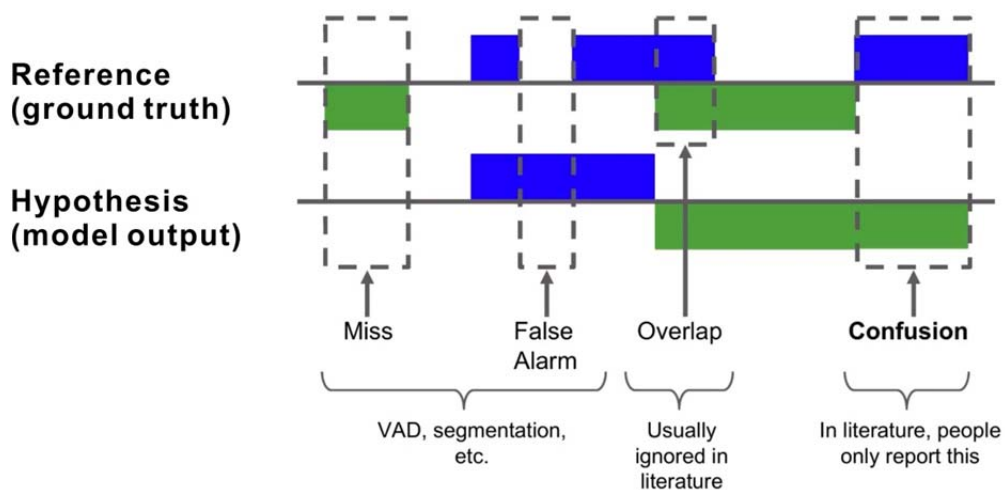 Reference
(ground truth)
Hypothesis
(model output)
Miss
False
Alarm
Overlap
Confusion
VAD, segmentation,
etc.
Usually
ignored in
literature
In literature, people
only report this